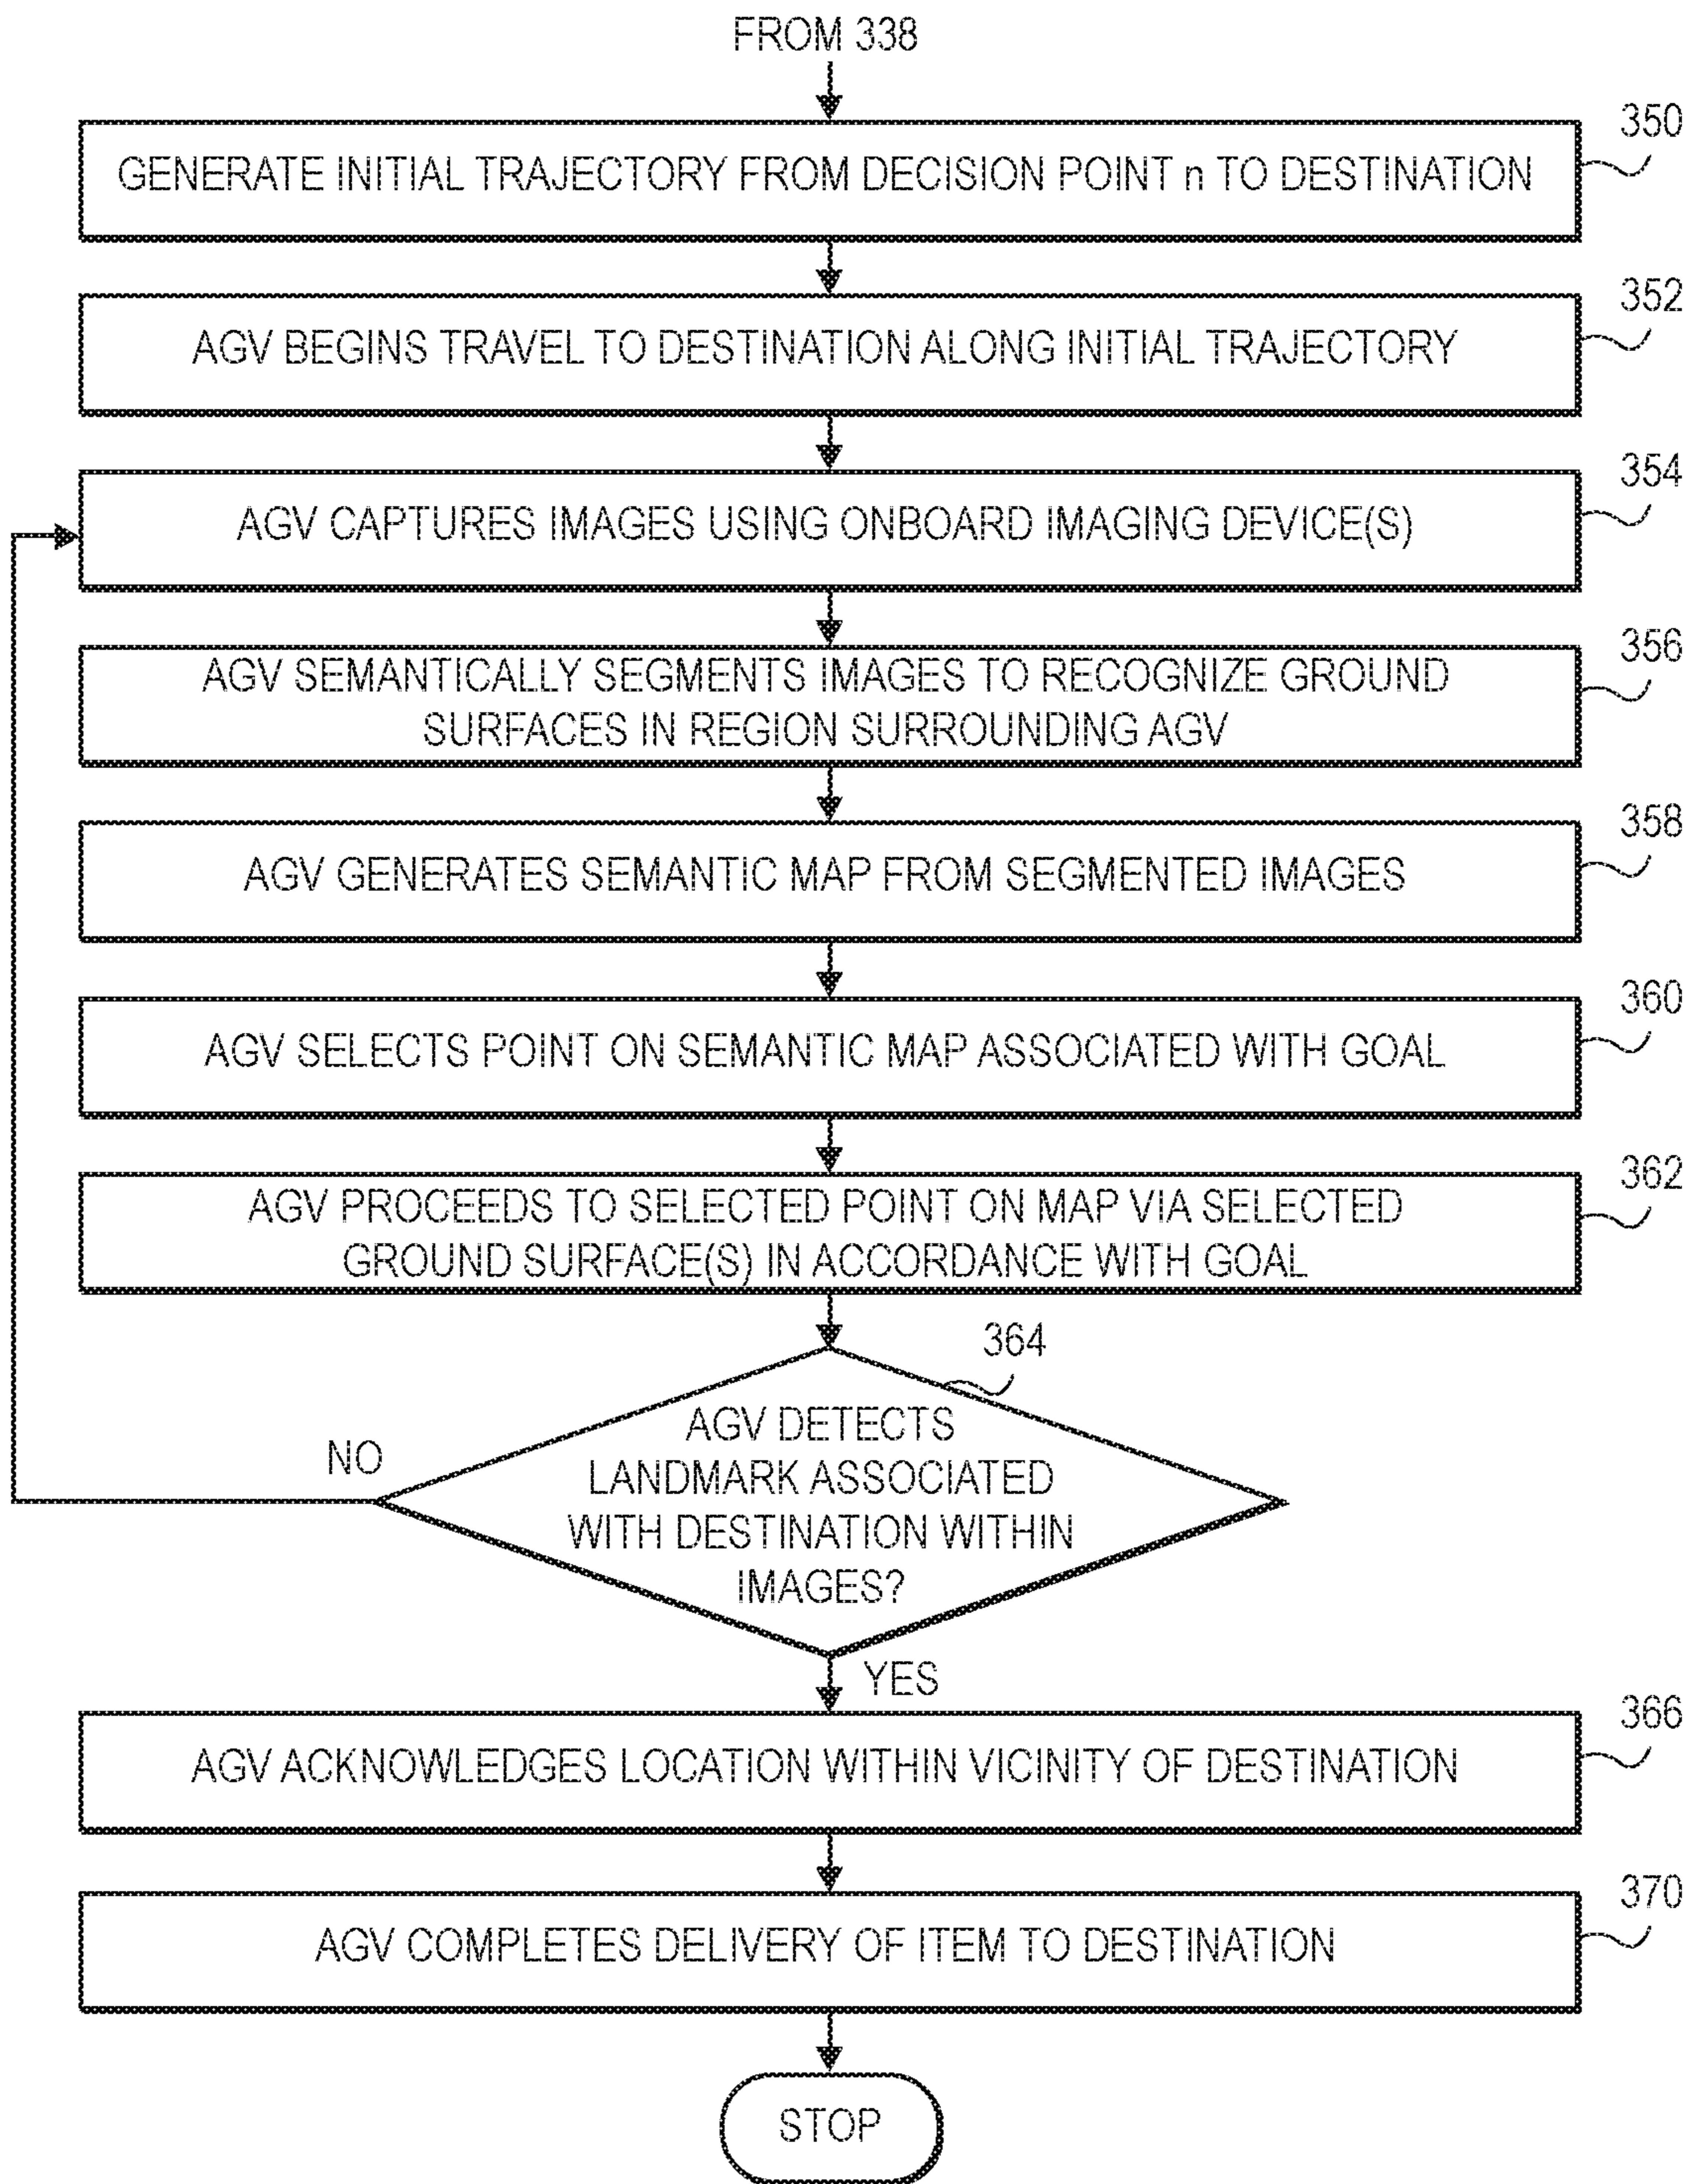 FROM 338
350
GENERATE INITIAL TRAJECTORY FROM DECISION POINT n TO DESTINATION
352
AGV BEGINS TRAVEL TO DESTINATION ALONG INITIAL TRAJECTORY
354
AGV CAPTURES IMAGES USING ONBOARD IMAGING DEVICE(S)
356
AGV SEMANTICALLY SEGMENTS IMAGES TO RECOGNIZE GROUND
SURFACES IN REGION SURROUNDING AGV
358
AGV GENERATES SEMANTIC MAP FROM SEGMENTED IMAGES
360
AGV SELECTS POINT ON SEMANTIC MAP ASSOCIATED WITH GOAL
362
AGV PROCEEDS TO SELECTED POINT ON MAP VIA SELECTED
GROUND SURFACE(S) IN ACCORDANCE WITH GOAL
364
AGV DETECTS
LANDMARK ASSOCIATED
WITH DESTINATION WITHIN
IMAGES?
NO
YES
366
AGV ACKNOWLEDGES LOCATION WITHIN VICINITY OF DESTINATION
370
AGV COMPLETES DELIVERY OF ITEM TO DESTINATION
STOP